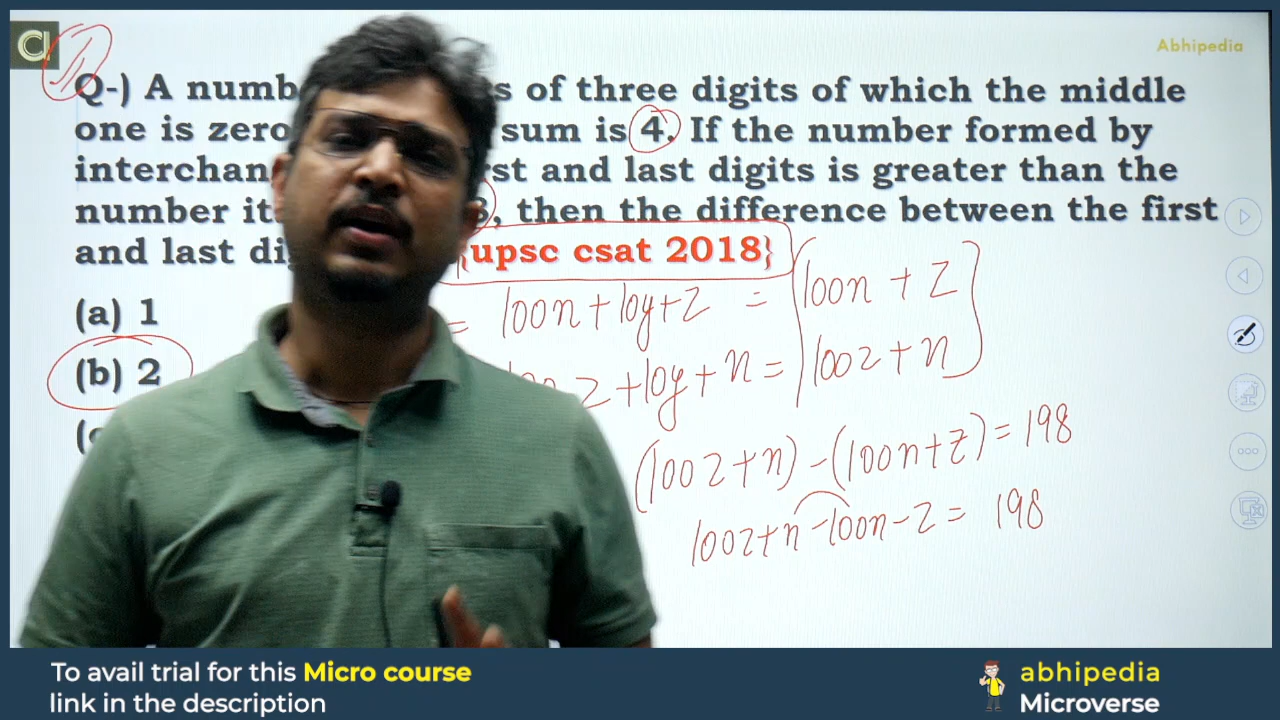 Abhipedia
Q-) A numb s of three digits of which the middle
one is zero sum is 4. If the number formed by
interchan rst and last digits is greater than the
number it , then the difference between the first
and last di {upsc csat 2018}
(a) 1
= 100n + 10y + z = 100n + z
z + 10y + n = 100z + n
(b) 2
(100z + n) - (100n + z) = 198
100z + n - 100n - z = 198
To avail trial for this Micro course
link in the description
abhipedia
Microverse